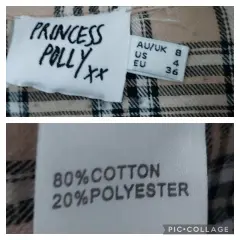 PRINCESS
POLLY xx
AU/UK 8
US 4
EU 36
80%COTTON
20%POLYESTER
PIC•COLLAGE